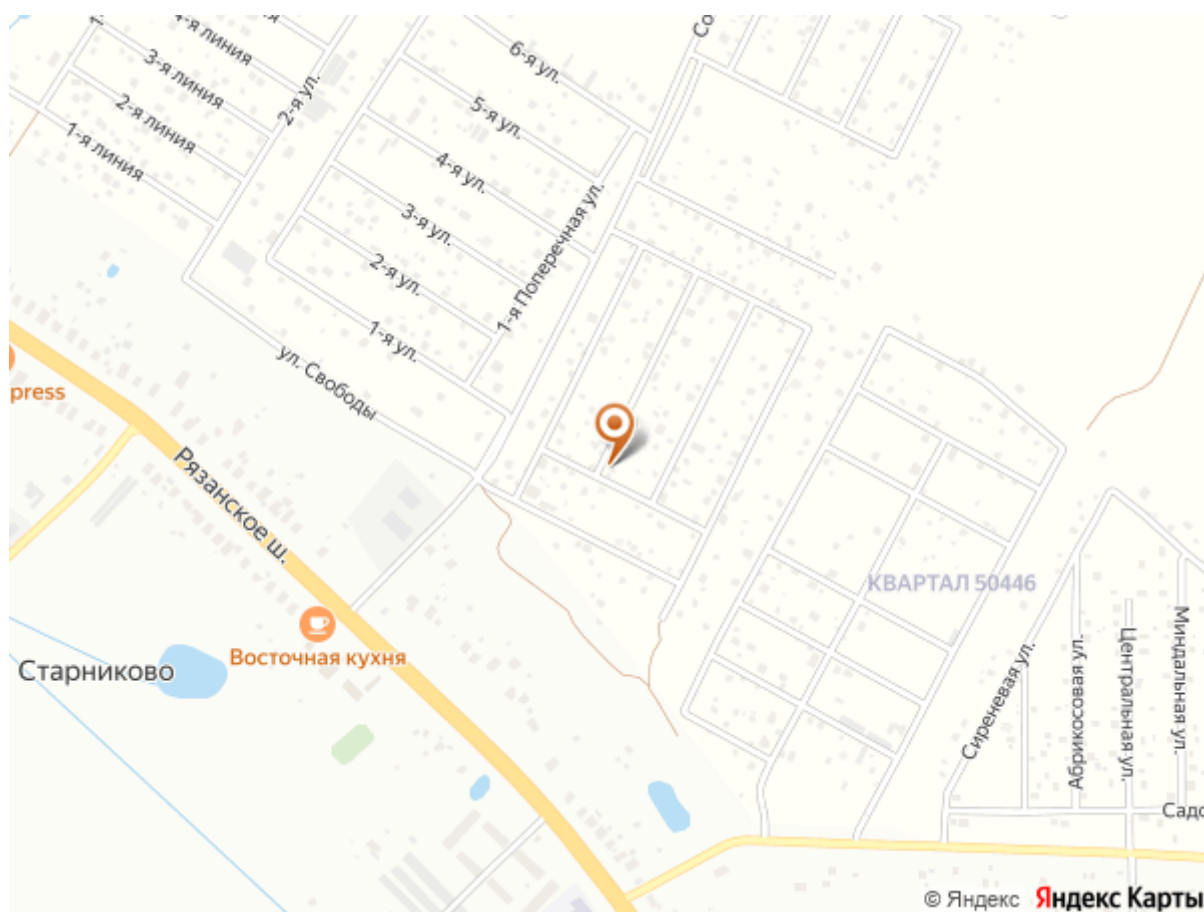 4-я линия
3-я линия
2-я линия
1-я линия
2-я ул.
6-я ул.
5-я ул.
4-я ул.
3-я ул.
2-я ул.
1-я ул.
1-я Поперечная ул.
ул. Свободы
press
Рязанское ш.
КВАРТАЛ 50446
Восточная кухня
Старниково
Сиреневая ул.
Абрикосовая ул.
Центральная ул.
Миндальная ул.
Садо
© Яндекс Яндекс Карты